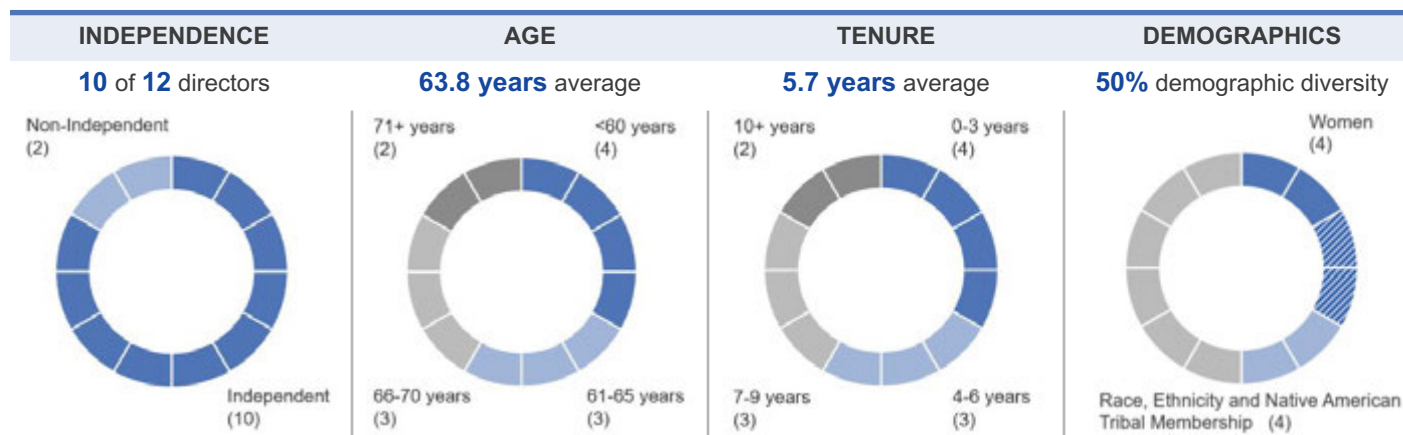 INDEPENDENCE
10 of 12 directors
Non-Independent
(2)
Independent
(10)
AGE
63.8 years average
71+ years
(2)
<60 years
(4)
66-70 years
(3)
61-65 years
(3)
TENURE
5.7 years average
10+ years
(2)
0-3 years
(4)
7-9 years
(3)
4-6 years
(3)
DEMOGRAPHICS
50% demographic diversity
Women
(4)
Race, Ethnicity and Native American
Tribal Membership (4)